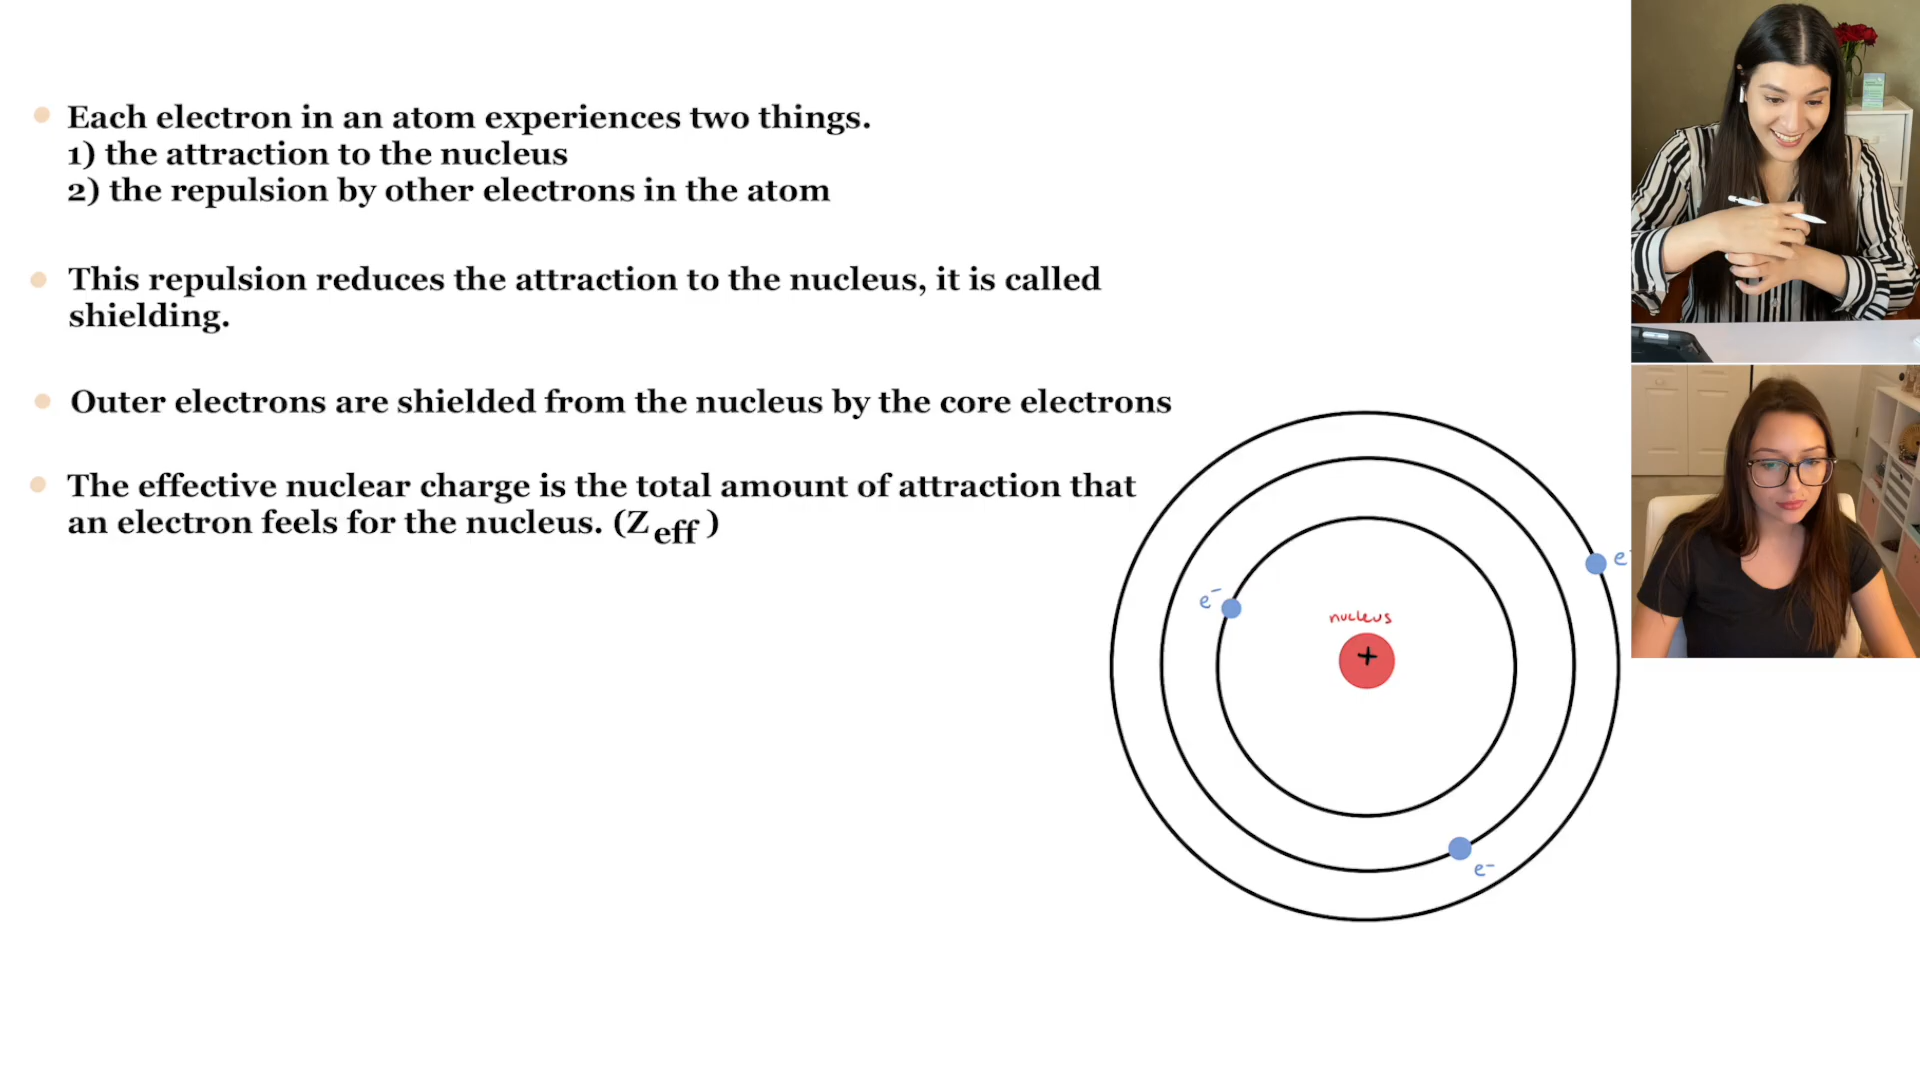 Each electron in an atom experiences two things.
1) the attraction to the nucleus
2) the repulsion by other electrons in the atom
This repulsion reduces the attraction to the nucleus, it is called
shielding.
Outer electrons are shielded from the nucleus by the core electrons
The effective nuclear charge is the total amount of attraction that
an electron feels for the nucleus. (Z eff )
e⁻
e⁻
nucleus
+
e⁻